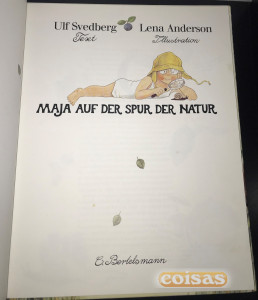 Ulf Svedberg Lena Anderson
Text Illustration
MAJA AUF DER SPUR DER NATUR
C. Bertelsmann
coisas